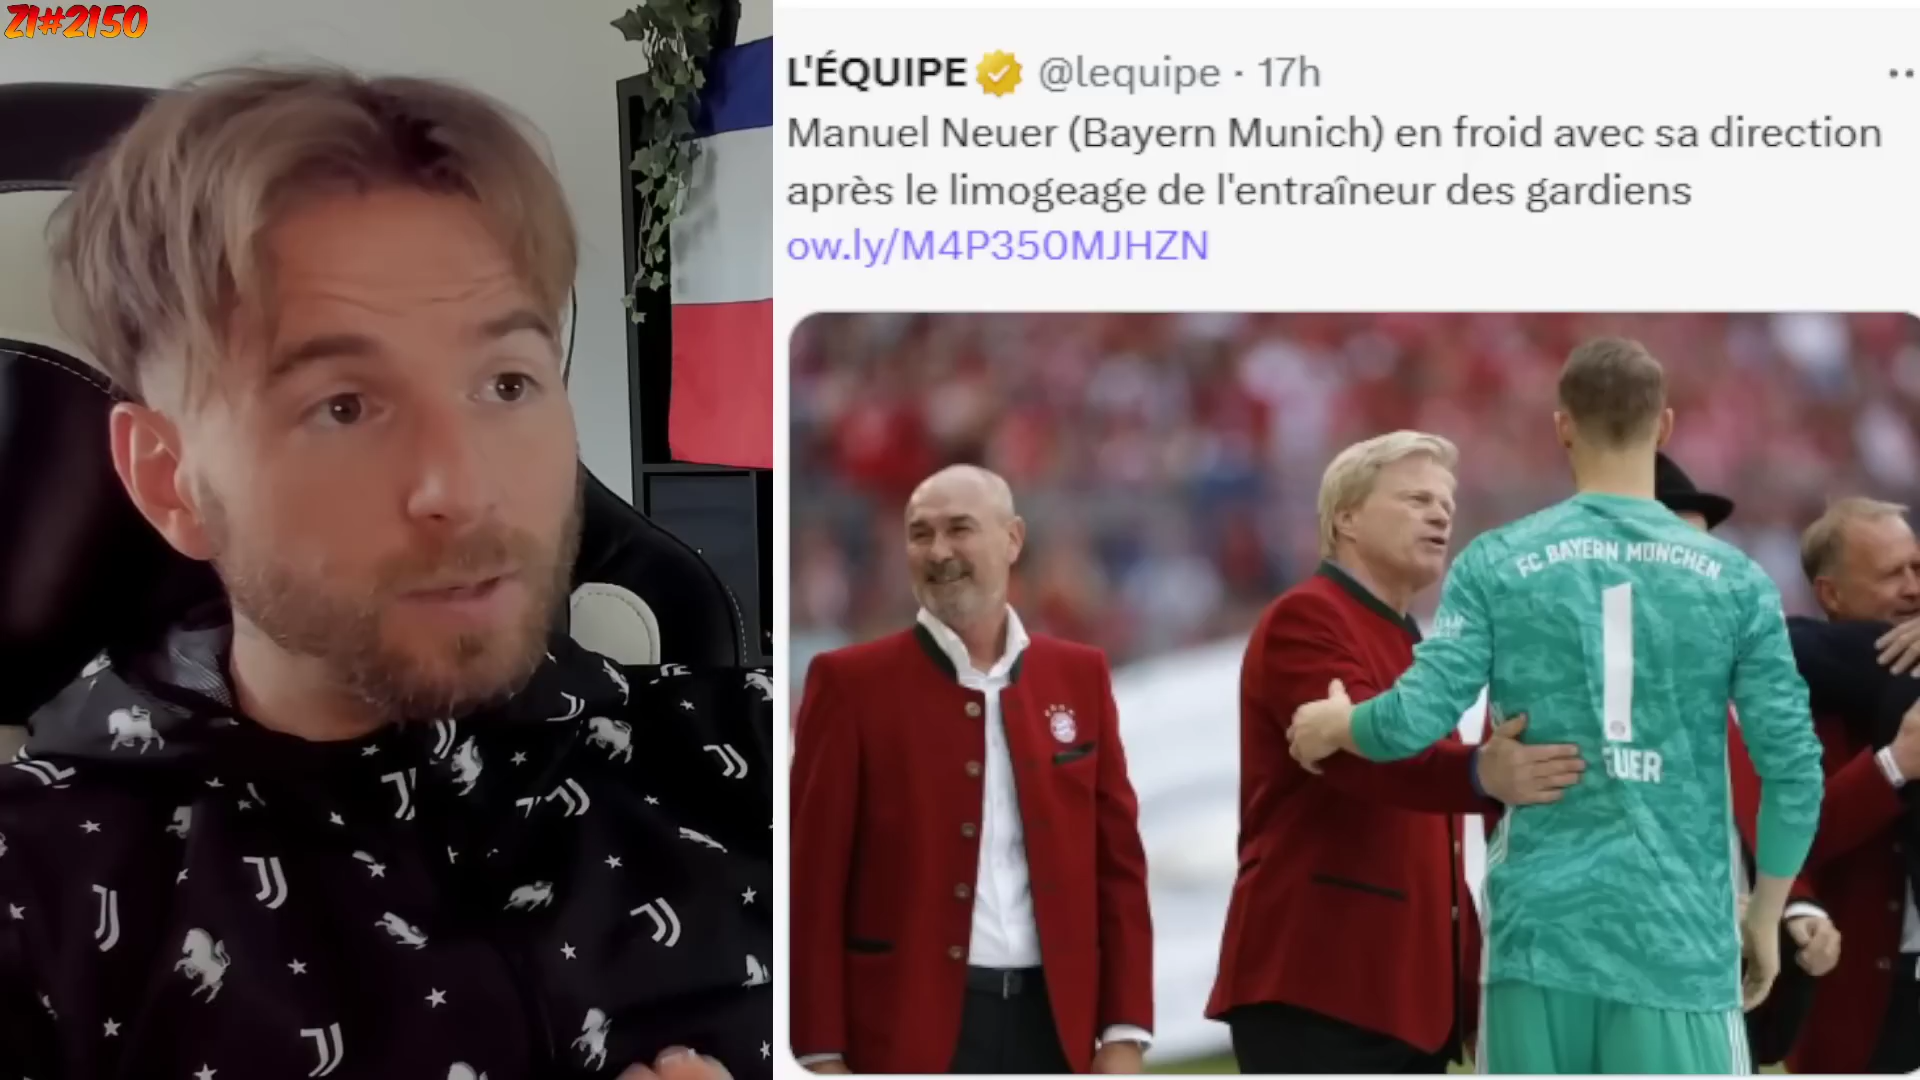 Z1#2150
L'ÉQUIPE @lequipe · 17h
Manuel Neuer (Bayern Munich) en froid avec sa direction
après le limogeage de l'entraîneur des gardiens
ow.ly/M4P350MJHZN
FC BAYERN MÜNCHEN
1
EUER